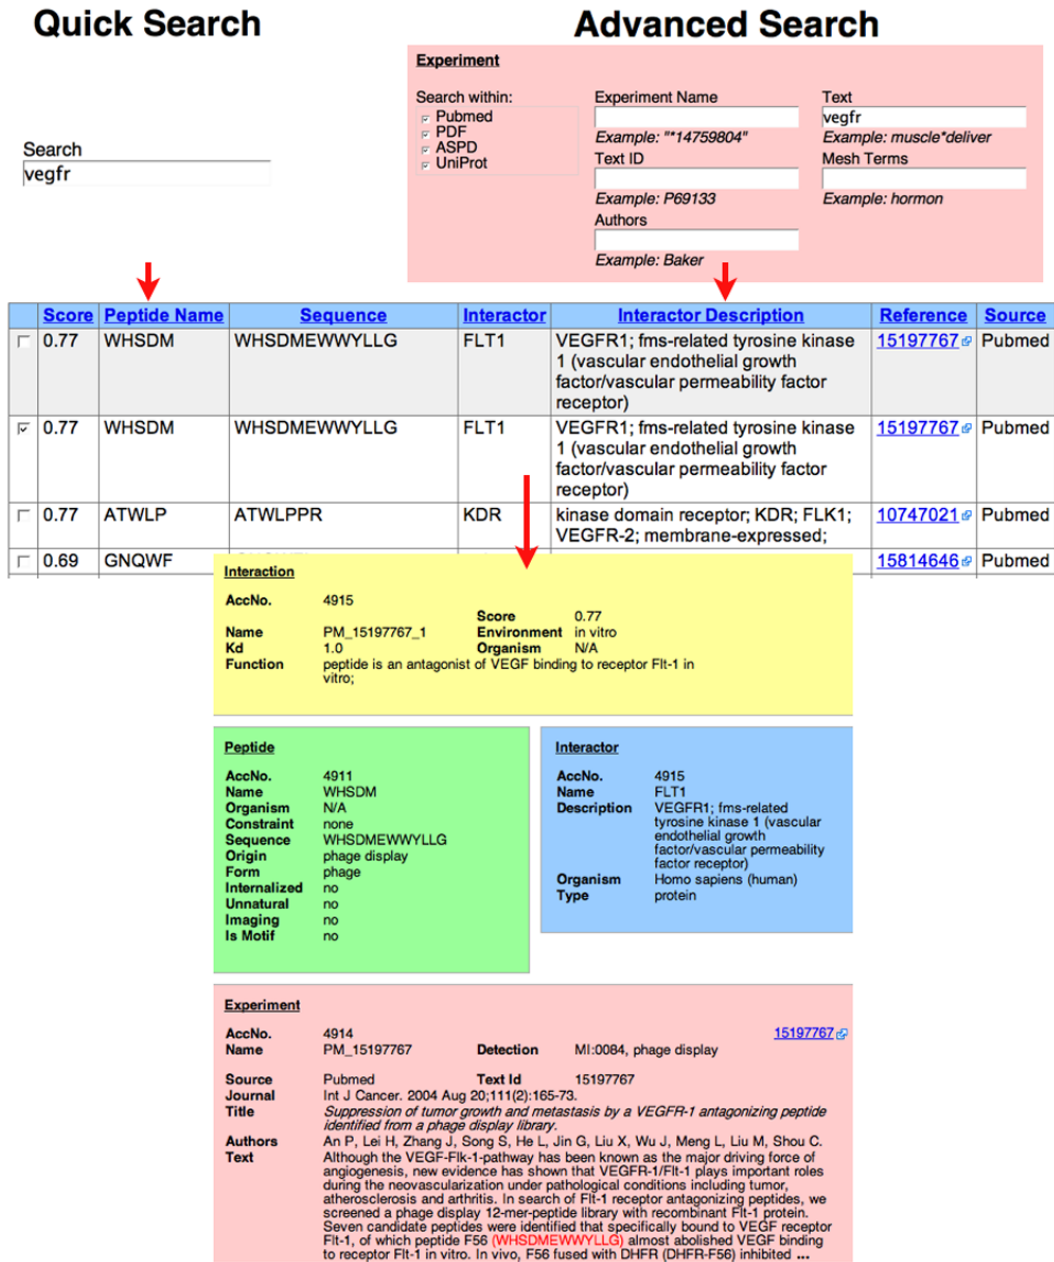 Quick Search
Advanced Search
Search
vegfr
Experiment
Search within:
Pubmed
PDF
ASPD
UniProt
Experiment Name
Example: "*14759804"
Text ID
Example: P69133
Authors
Example: Baker
Text
vegfr
Example: muscle*deliver
Mesh Terms
Example: hormon
Score Peptide Name Sequence Interactor Interactor Description Reference Source
0.77 WHSDM WHSDMEWWYLLG FLT1 VEGFR1; fms-related tyrosine kinase 15197767 Pubmed
1 (vascular endothelial growth
factor/vascular permeability factor
receptor)
0.77 WHSDM WHSDMEWWYLLG FLT1 VEGFR1; fms-related tyrosine kinase 15197767 Pubmed
1 (vascular endothelial growth
factor/vascular permeability factor
receptor)
0.77 ATWLP ATWLPPR KDR kinase domain receptor; KDR; FLK1; 10747021 Pubmed
VEGFR-2; membrane-expressed;
0.69 GNQWF 15814646 Pubmed
Interaction
AccNo. 4915
Score 0.77
Name PM_15197767_1 Environment in vitro
Kd 1.0 Organism N/A
Function peptide is an antagonist of VEGF binding to receptor Flt-1 in
vitro;
Peptide
AccNo. 4911
Name WHSDM
Organism N/A
Constraint none
Sequence WHSDMEWWYLLG
Origin phage display
Form phage
Internalized no
Unnatural no
Imaging no
Is Motif no
Interactor
AccNo. 4915
Name FLT1
Description VEGFR1; fms-related
tyrosine kinase 1 (vascular
endothelial growth
factor/vascular permeability
factor receptor)
Organism Homo sapiens (human)
Type protein
Experiment
AccNo. 4914 15197767
Name PM_15197767 Detection MI:0084, phage display
Source Pubmed Text Id 15197767
Journal Int J Cancer. 2004 Aug 20;111(2):165-73.
Title Suppression of tumor growth and metastasis by a VEGFR-1 antagonizing peptide
identified from a phage display library.
Authors An P, Lei H, Zhang J, Song S, He L, Jin G, Liu X, Wu J, Meng L, Liu M, Shou C.
Text Although the VEGF-Flk-1-pathway has been known as the major driving force of
angiogenesis, new evidence has shown that VEGFR-1/Flt-1 plays important roles
during the neovascularization under pathological conditions including tumor,
atherosclerosis and arthritis. In search of Flt-1 receptor antagonizing peptides, we
screened a phage display 12-mer-peptide library with recombinant Flt-1 protein.
Seven candidate peptides were identified that specifically bound to VEGF receptor
Flt-1, of which peptide F56 (WHSDMEWWYLLG) almost abolished VEGF binding
to receptor Flt-1 in vitro. In vivo, F56 fused with DHFR (DHFR-F56) inhibited ...